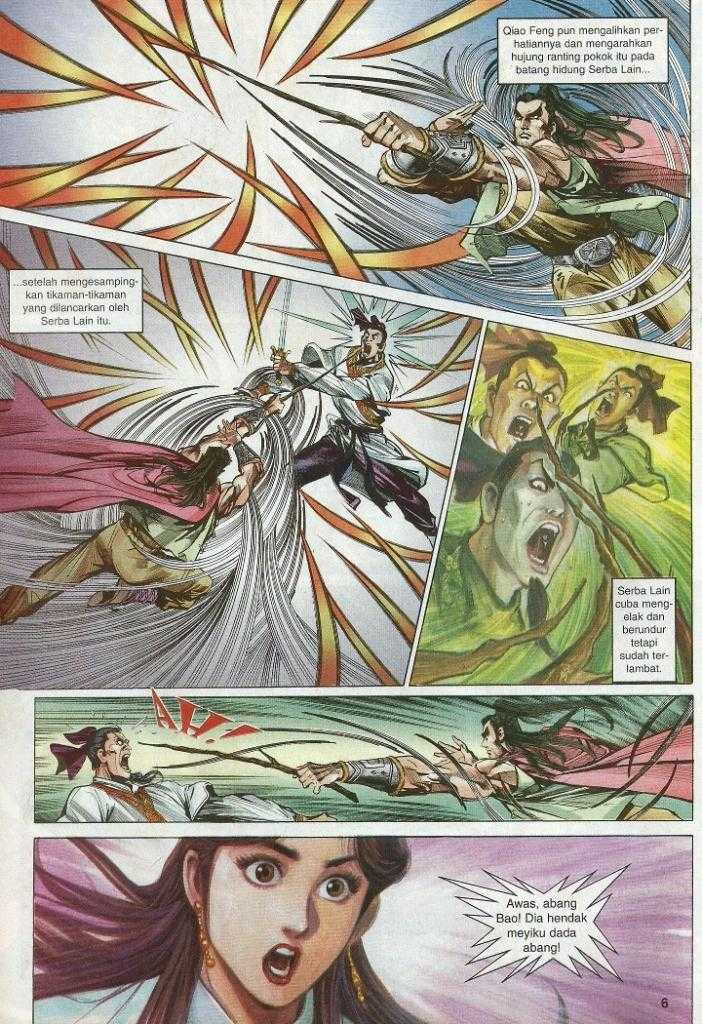 Qiao Feng pun mengalihkan per-
hatiannya dan mengarahkan
hujung ranting pokok itu pada
batang hidung Serba Lain...
...setelah mengesamping-
kan tikaman-tikaman
yang dilancarkan oleh
Serba Lain itu.
Serba Lain
cuba meng-
elak dan
berundur
tetapi
sudah ter-
lambat.
AH!!
Awas, abang
Bao! Dia hendak
meyiku dada
abang!
6